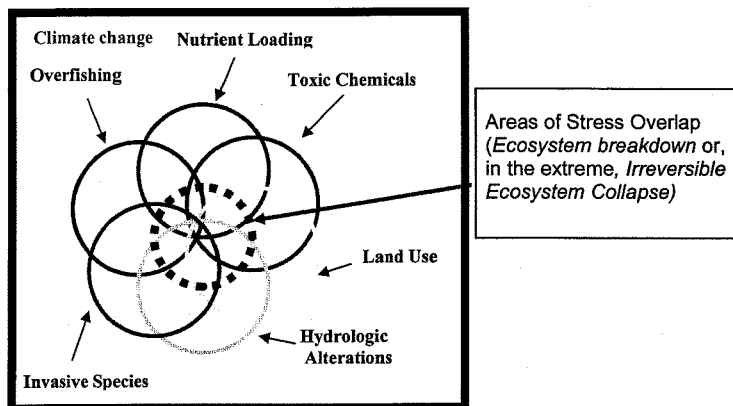 Climate change
Nutrient Loading
Overfishing
Toxic Chemicals
Areas of Stress Overlap
(Ecosystem breakdown or,
in the extreme, Irreversible
Ecosystem Collapse)
Land Use
Hydrologic
Alterations
Invasive Species